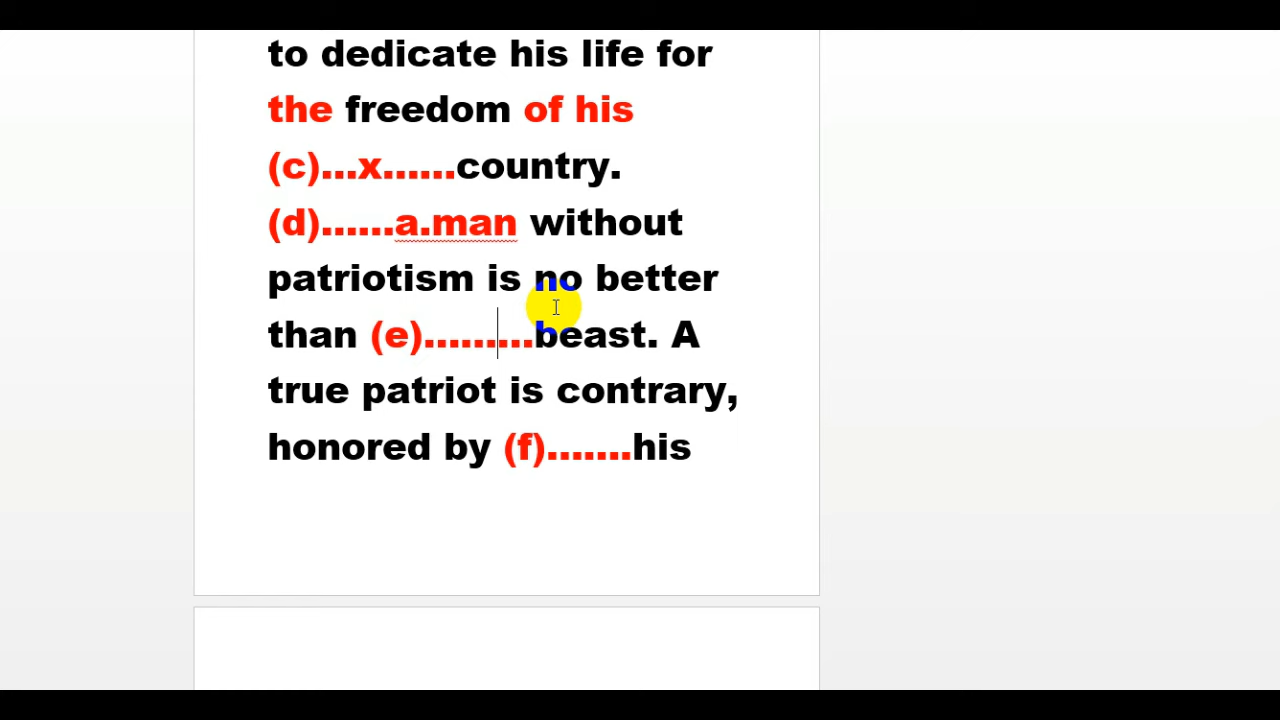 to dedicate his life for
the freedom of his
(c)...x......country.
(d)......a.man without
patriotism is no better
than (e).........beast. A
true patriot is contrary,
honored by (f).......his